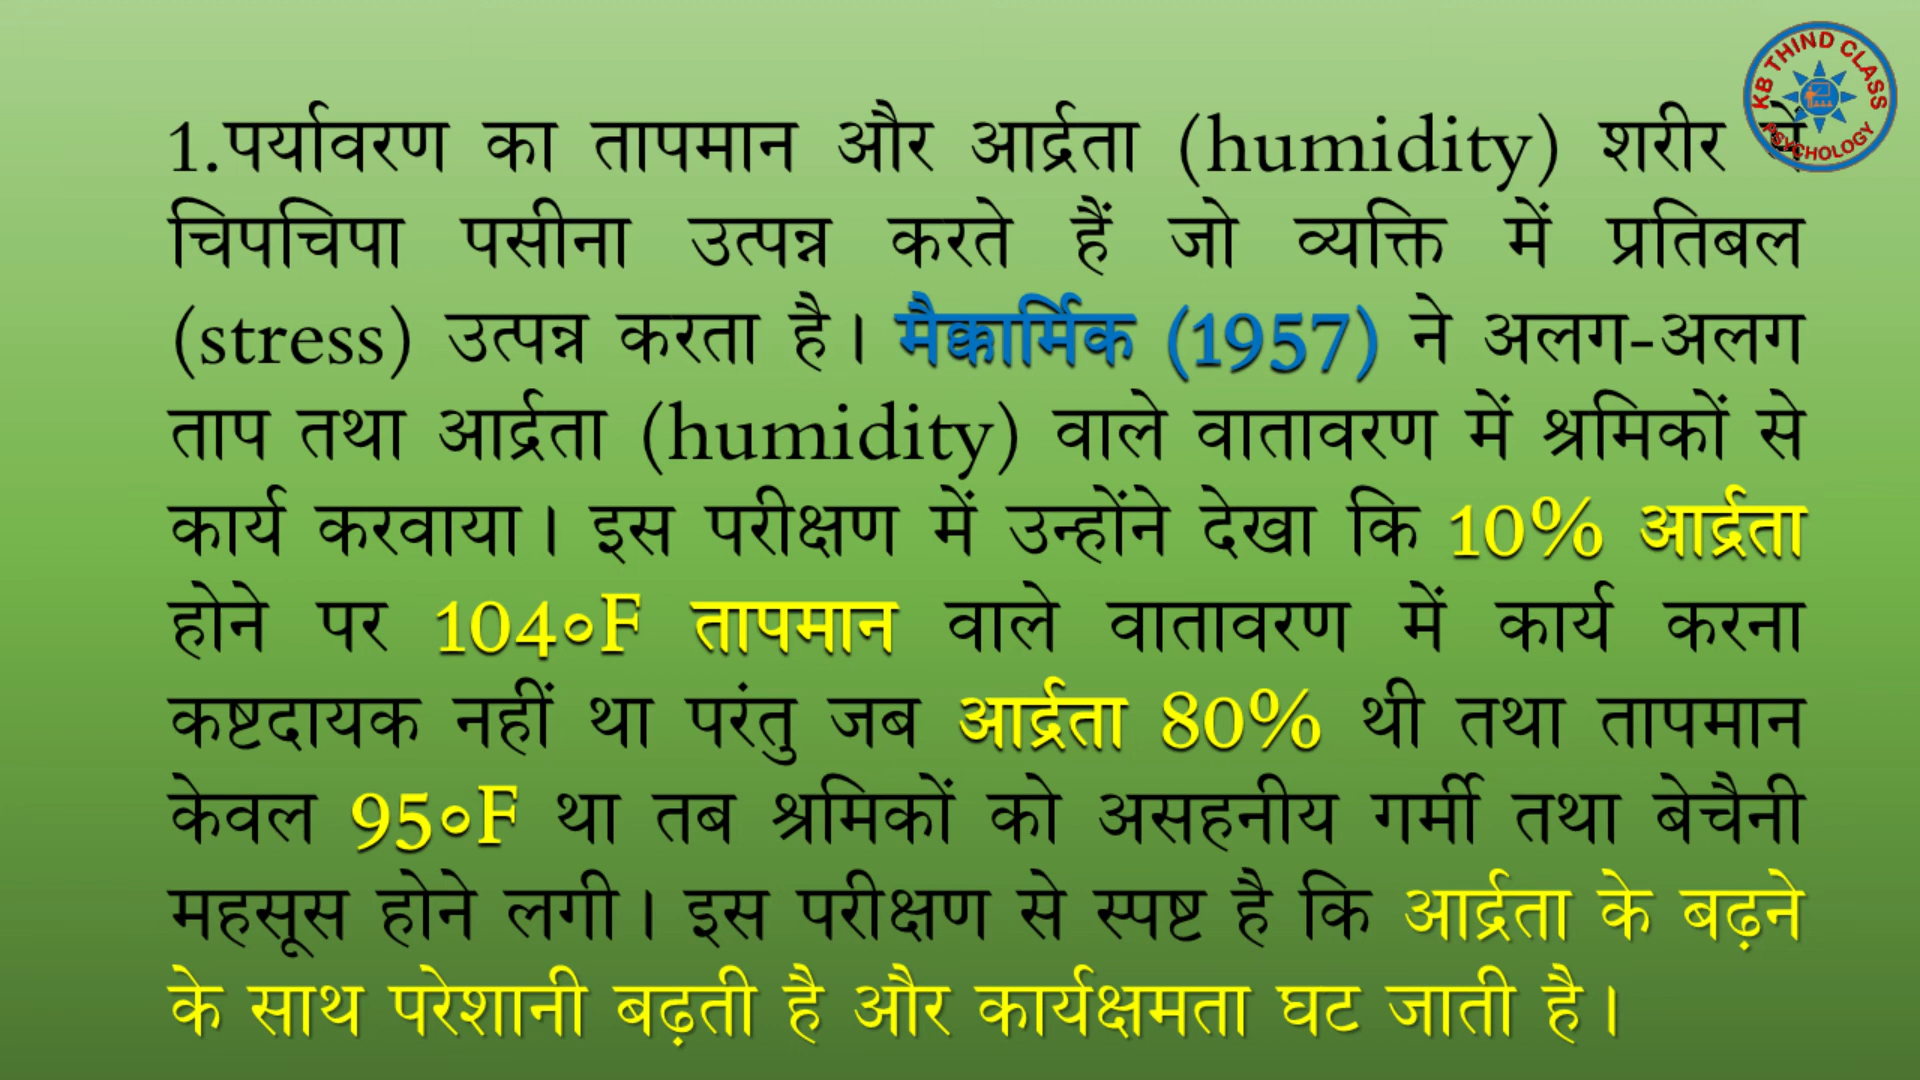 KB THIND CLASS
PSYCHOLOGY
1.पर्यावरण का तापमान और आर्द्रता (humidity) शरीर में
चिपचिपा पसीना उत्पन्न करते हैं जो व्यक्ति में प्रतिबल
(stress) उत्पन्न करता है। मैक्कार्मिक (1957) ने अलग-अलग
ताप तथा आर्द्रता (humidity) वाले वातावरण में श्रमिकों से
कार्य करवाया। इस परीक्षण में उन्होंने देखा कि 10% आर्द्रता
होने पर 104०F तापमान वाले वातावरण में कार्य करना
कष्टदायक नहीं था परंतु जब आर्द्रता 80% थी तथा तापमान
केवल 95०F था तब श्रमिकों को असहनीय गर्मी तथा बेचैनी
महसूस होने लगी। इस परीक्षण से स्पष्ट है कि आर्द्रता के बढ़ने
के साथ परेशानी बढ़ती है और कार्यक्षमता घट जाती है।